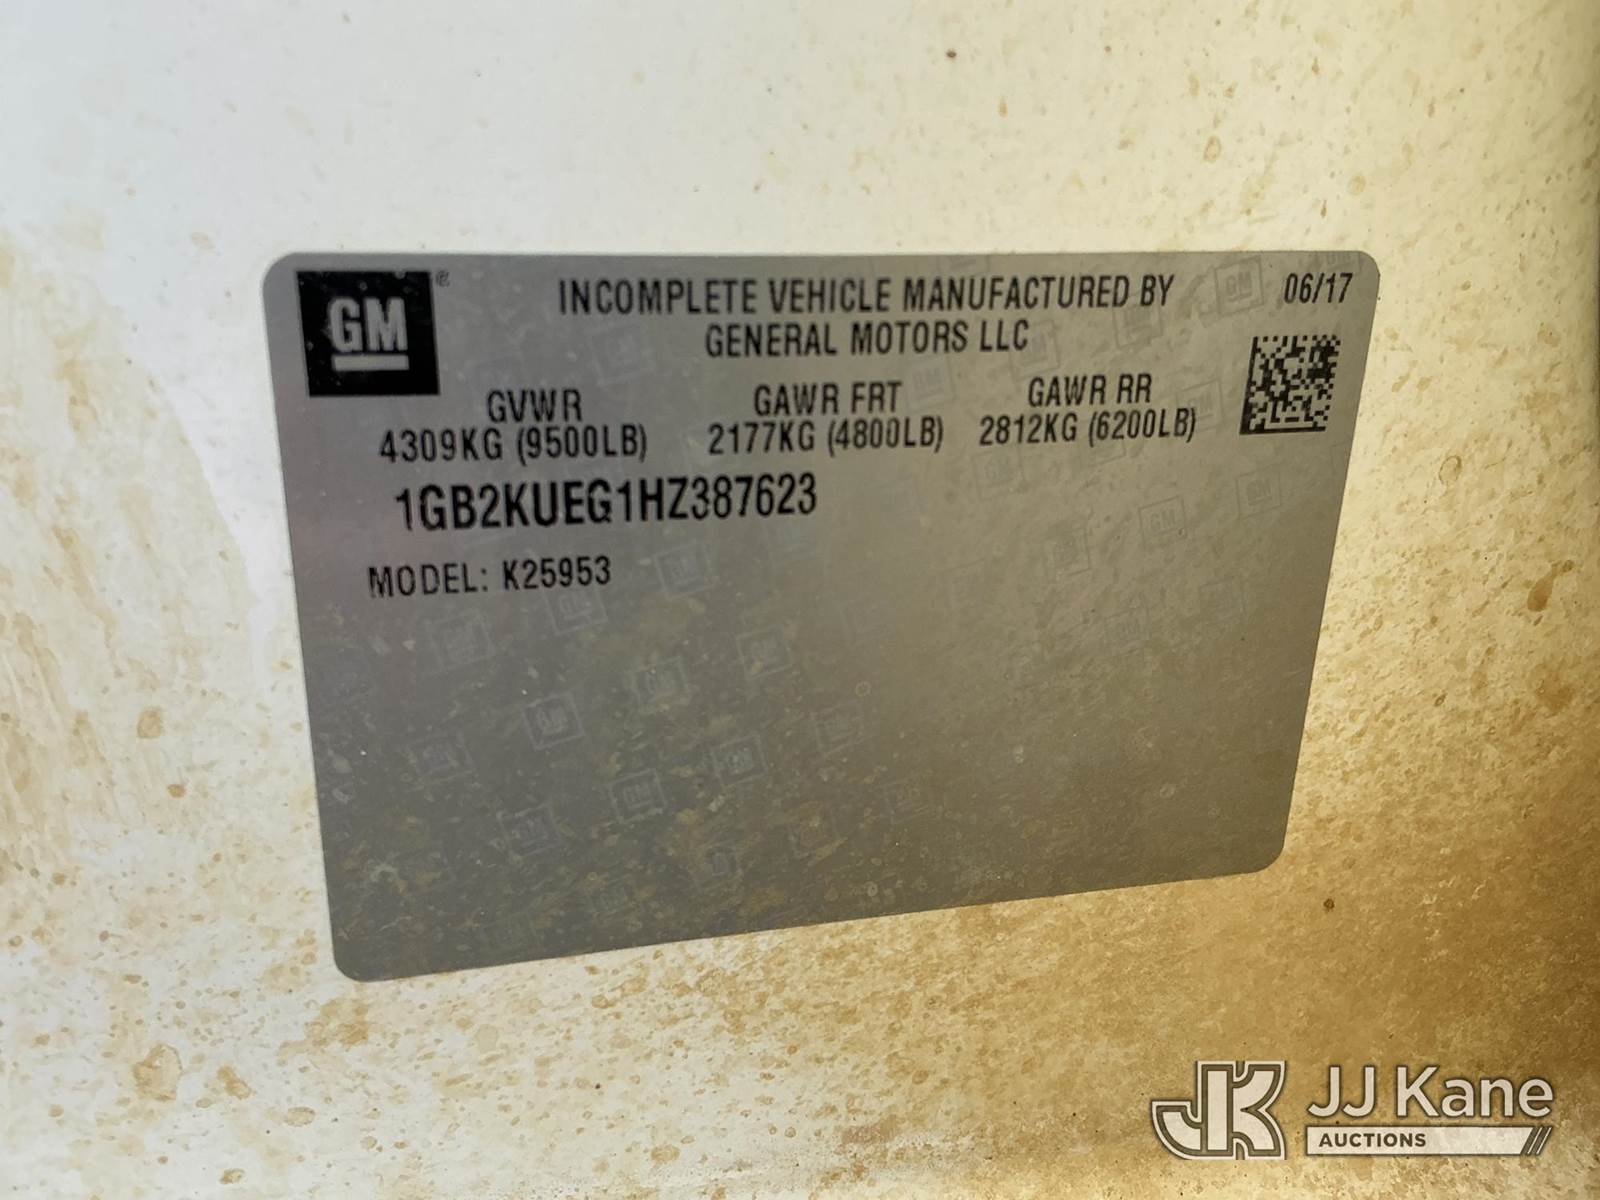 GM
INCOMPLETE VEHICLE MANUFACTURED BY
GENERAL MOTORS LLC
06/17
GVWR
4309KG (9500LB)
GAWR FRT
2177KG (4800LB)
GAWR RR
2812KG (6200LB)
1GB2KUEG1HZ387623
MODEL: K25953
JK
JJ Kane
AUCTIONS